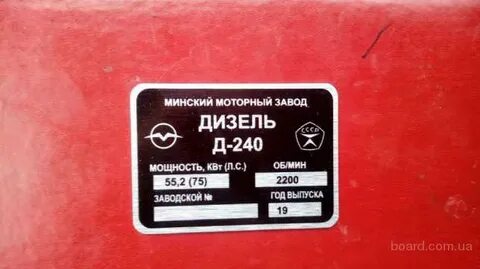 МИНСКИЙ МОТОРНЫЙ ЗАВОД
ДИЗЕЛЬ
Д-240
СССР
МОЩНОСТЬ, КВт (Л.С.) ОБ/МИН
55,2 (75) 2200
ЗАВОДСКОЙ № ГОД ВЫПУСКА
19
board.com.ua